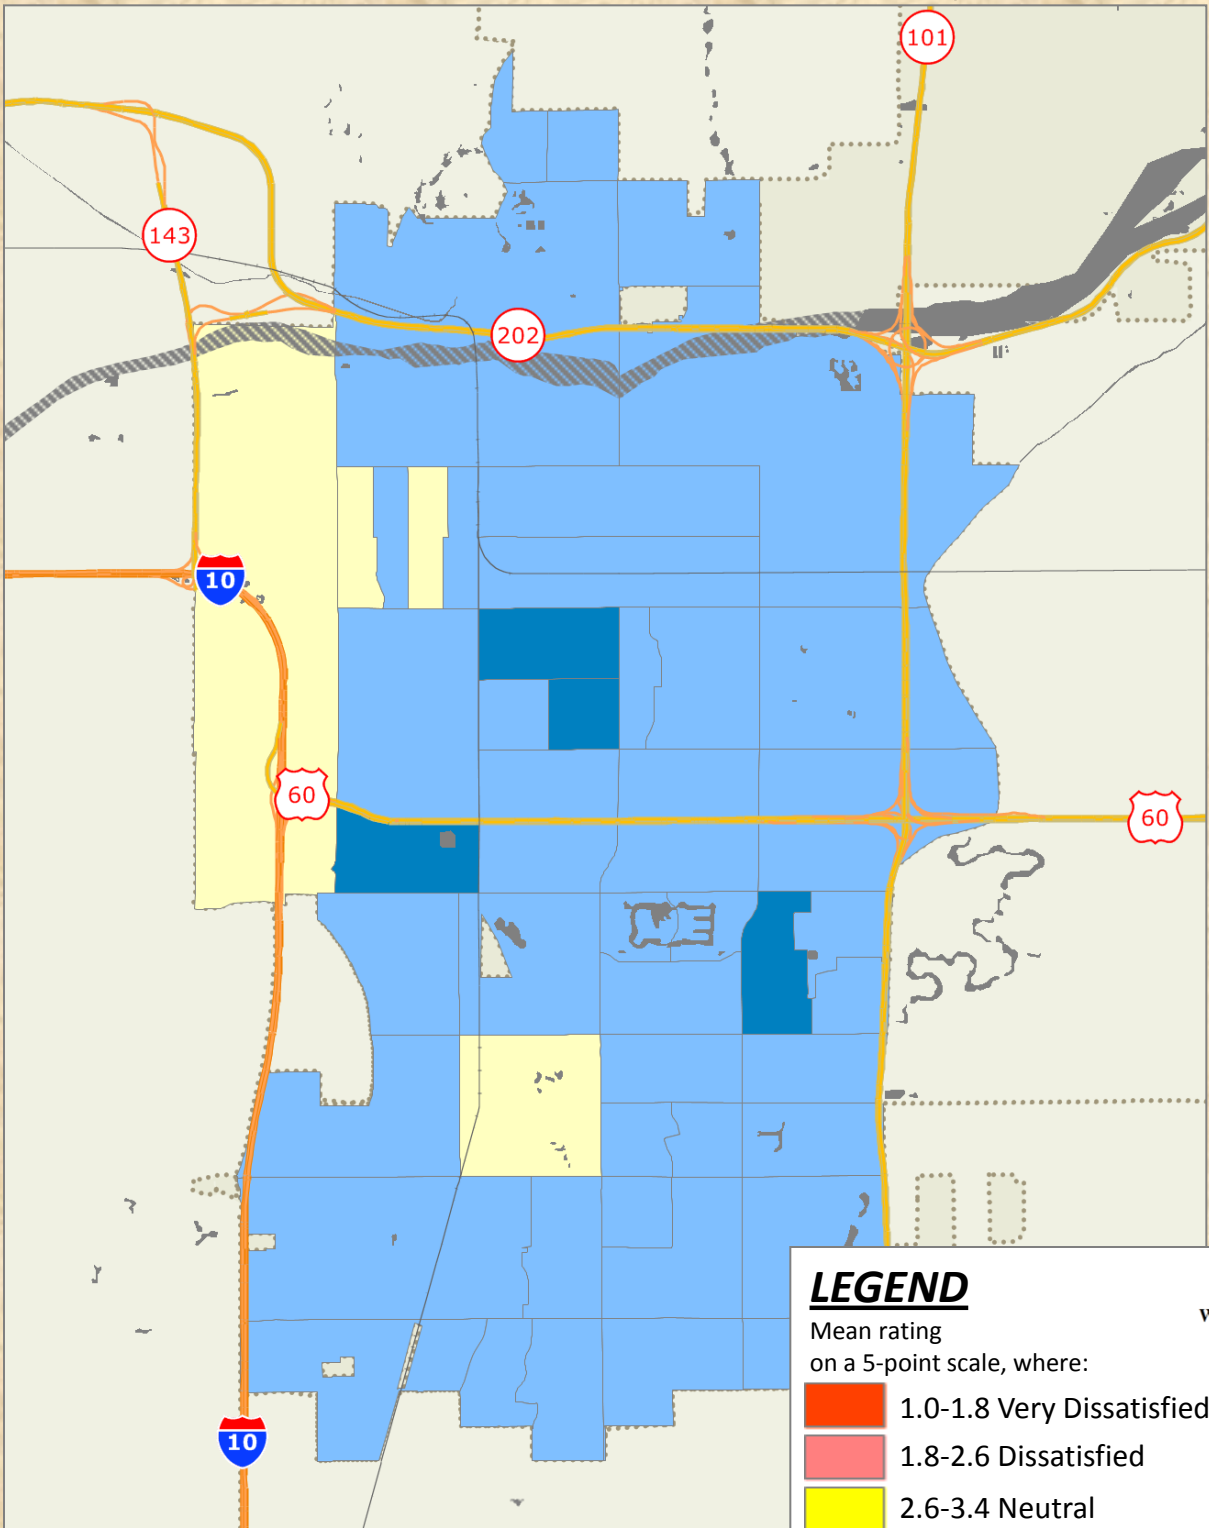 101
143
202
10
60
60
10
LEGEND
W
Mean rating
on a 5-point scale, where:
1.0-1.8 Very Dissatisfied
1.8-2.6 Dissatisfied
2.6-3.4 Neutral